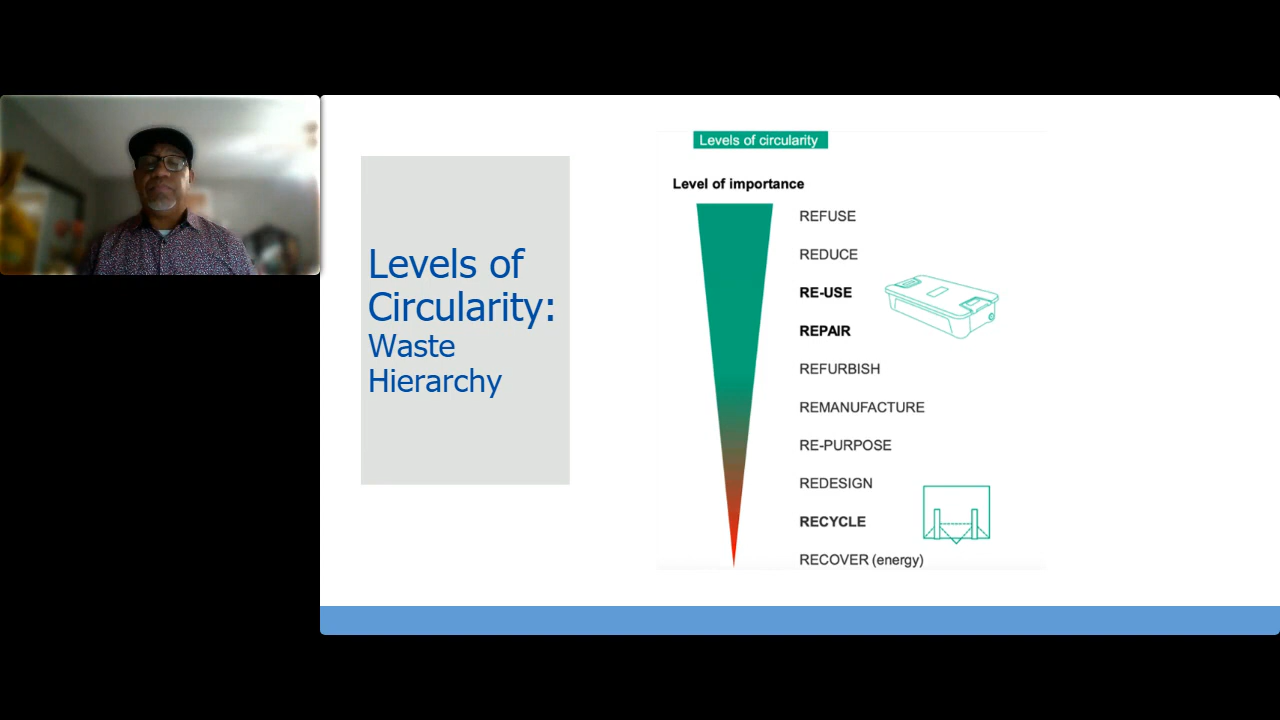 Levels of
Circularity:
Waste
Hierarchy
Levels of circularity
Level of importance
REFUSE
REDUCE
RE-USE
REPAIR
REFURBISH
REMANUFACTURE
RE-PURPOSE
REDESIGN
RECYCLE
RECOVER (energy)